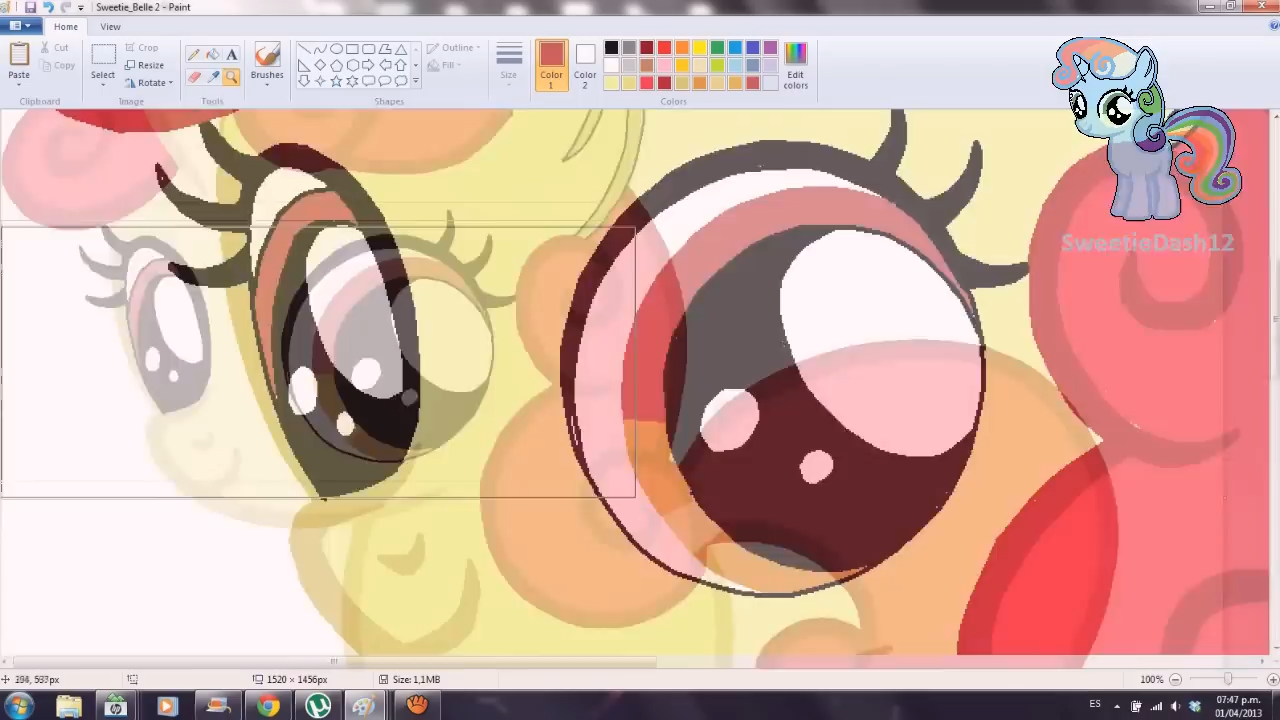 Sweetie_Belle 2 - Paint
Home
View
Paste
Cut
Copy
Clipboard
Select
Crop
Resize
Rotate
Image
Tools
Brushes
Shapes
Outline
Fill
Size
Color 1
Color 2
Edit colors
Colors
SweetieDash12
1520 × 1456px
Size: 1,1MB
100%
ES
07:47 p.m.
01/04/2013